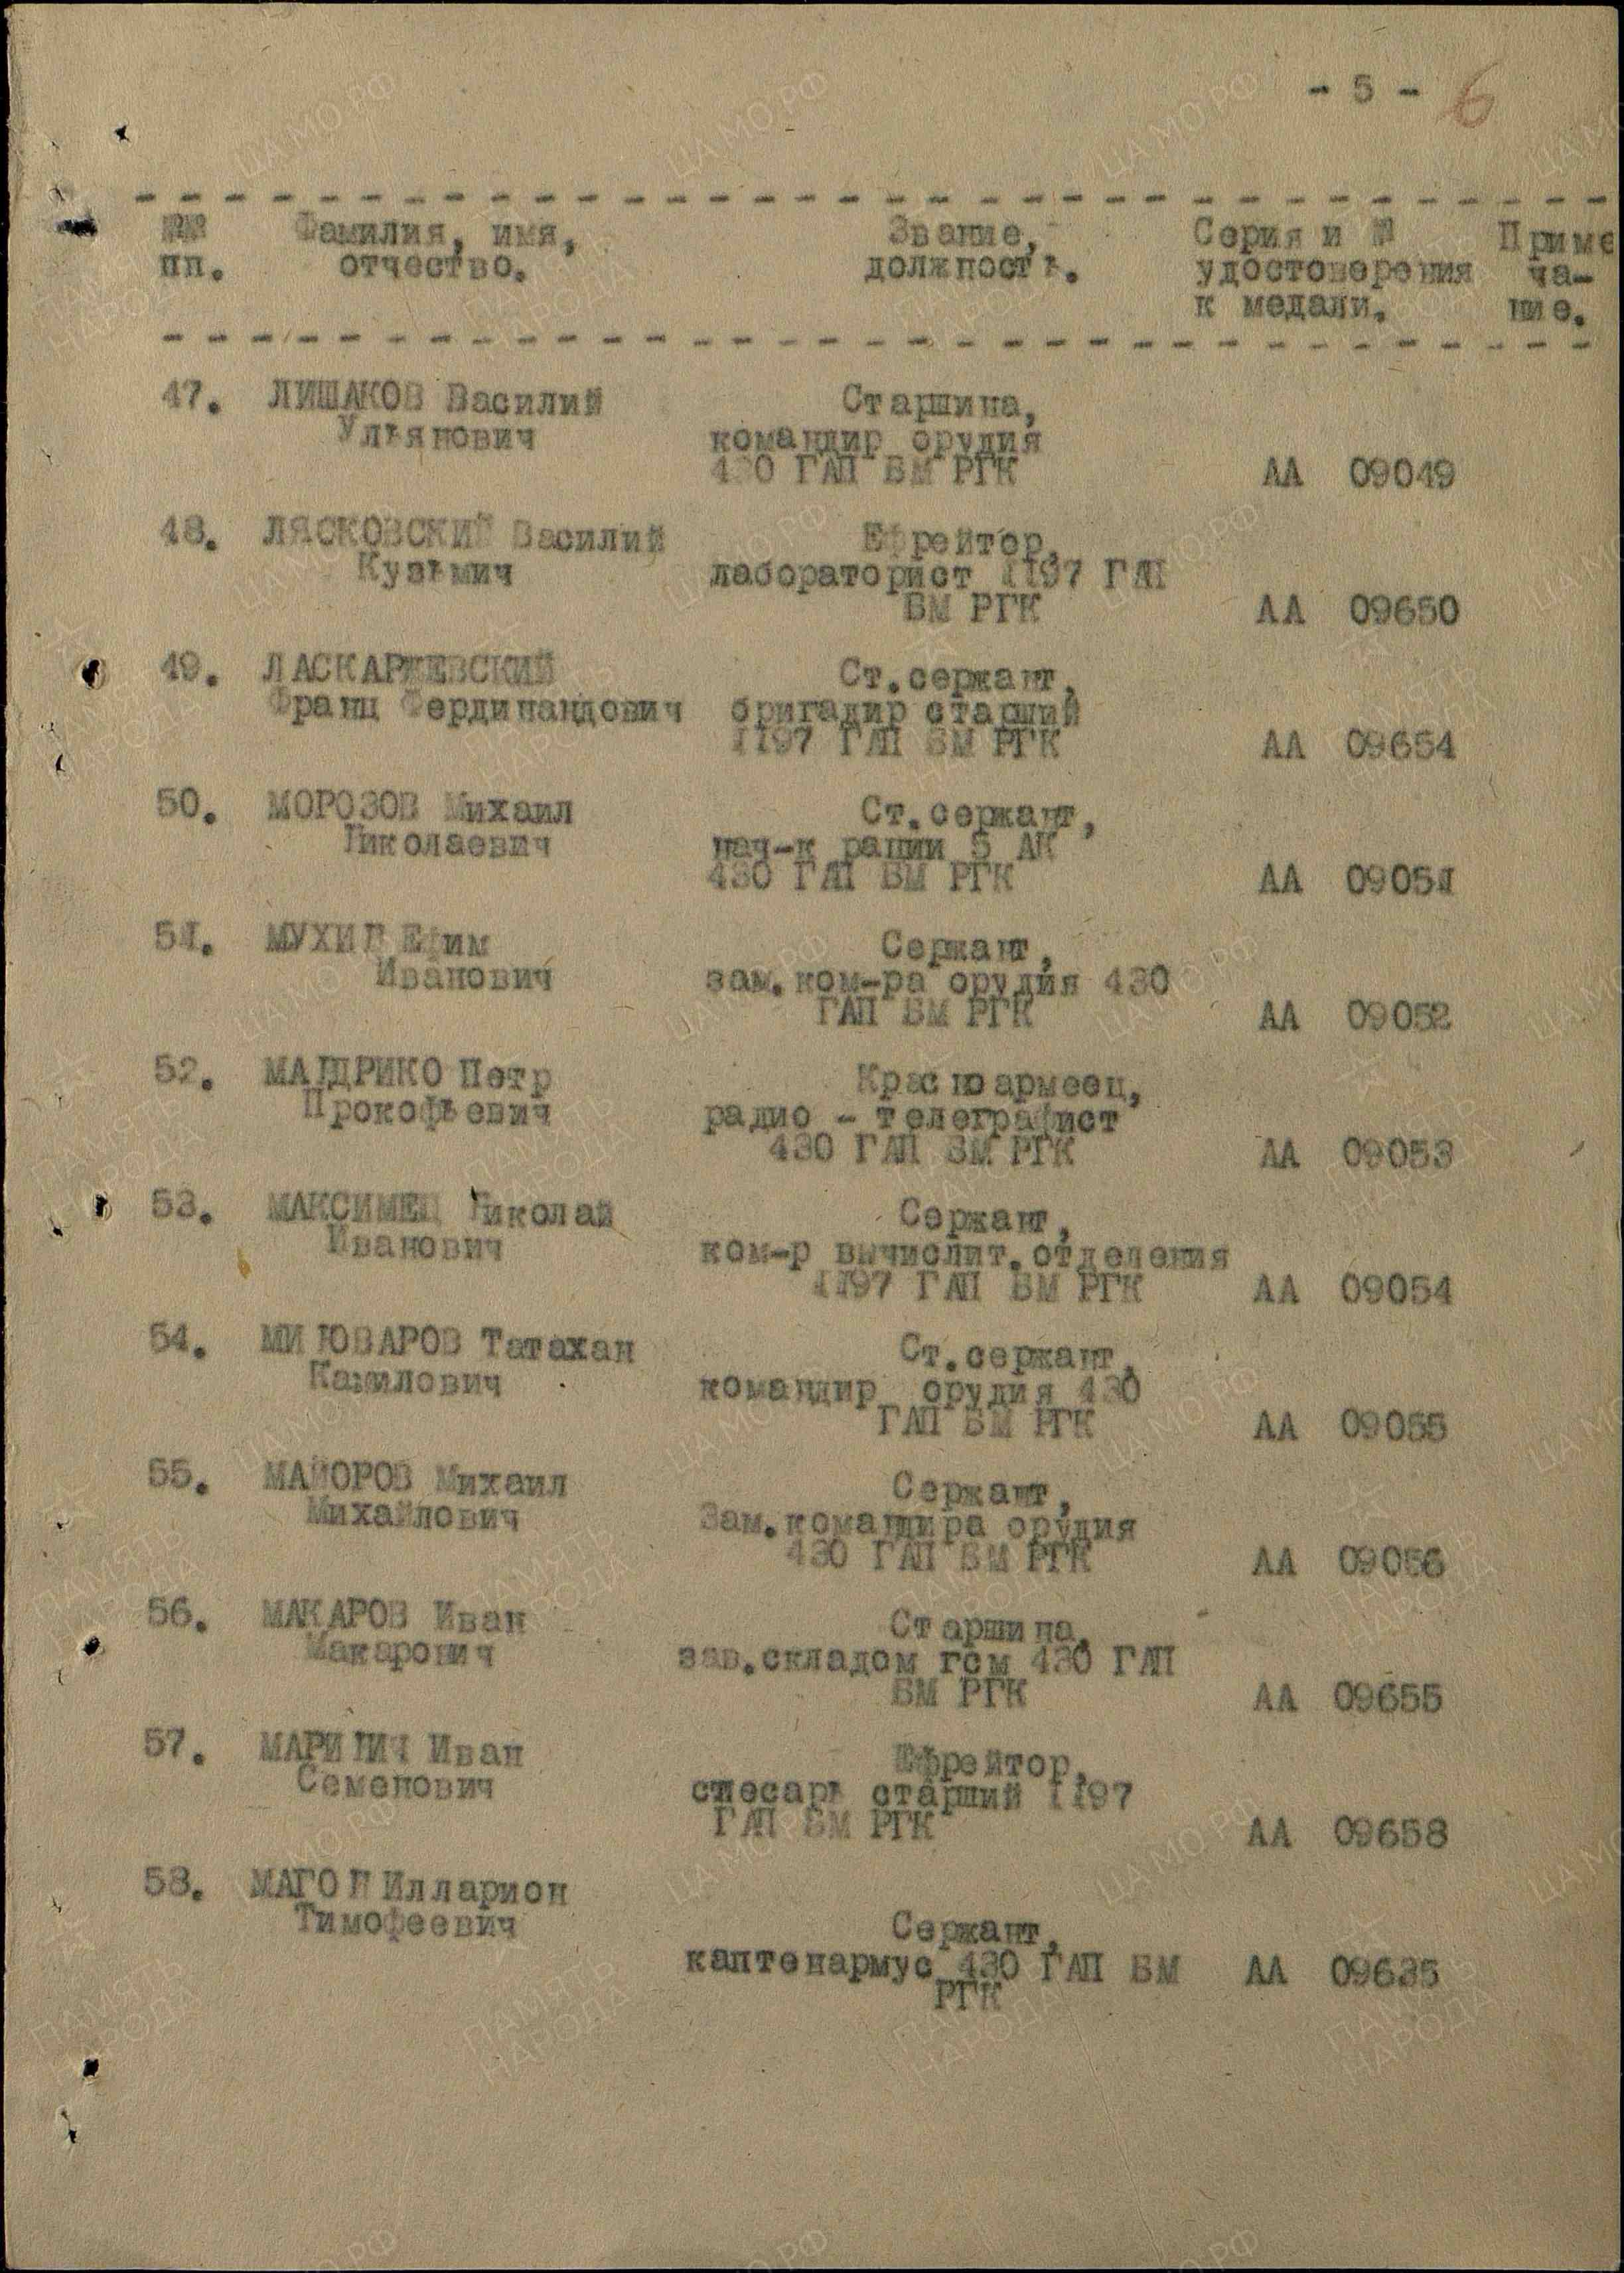 - 5 - 6
№№ Фамилия, имя, Звание, Серия и № Приме
пп. отчество. должность. удостоверения ча-
к медали. ние.
47. ЛИШАКОВ Василий Старшина,
Ульянович командир орудия
430 ГАП БМ РГК АА 09049
48. ЛЯСКОВСКИЙ Василий Ефрейтор,
Кузьмич лабораторист 1197 ГАП
БМ РГК АА 09650
49. ЛАСКАРЖЕВСКИЙ Ст.сержант,
Франц Фердинандович бригадир старший
1197 ГАП БМ РГК АА 09654
50. МОРОЗОВ Михаил Ст.сержант,
Николаевич нач-к рации 5 АК
430 ГАП БМ РГК АА 09051
51. МУХИН Ефим Сержант,
Иванович зам.ком-ра орудия 430
ГАП БМ РГК АА 09052
52. МАНДРИКО Петр Красноармеец,
Прокофьевич радио - телеграфист
430 ГАП БМ РГК АА 09053
53. МАКСИМЕЦ Николай Сержант,
Иванович ком-р вычислит.отделения
1197 ГАП БМ РГК АА 09054
54. МИНОВАРОВ Татахан Ст.сержант,
Камилович командир орудия 430
ГАП БМ РГК АА 09055
55. МАЙОРОВ Михаил Сержант,
Михайлович Зам.командира орудия
430 ГАП БМ РГК АА 09056
56. МАКАРОВ Иван Старшина,
Макарович зав.складом гсм 430 ГАП
БМ РГК АА 09655
57. МАРИНИЧ Иван Ефрейтор,
Семенович слесарь старший 1197
ГАП БМ РГК АА 09658
58. МАГОН Илларион
Тимофеевич Сержант,
каптенармус 430 ГАП БМ АА 09635
РГК